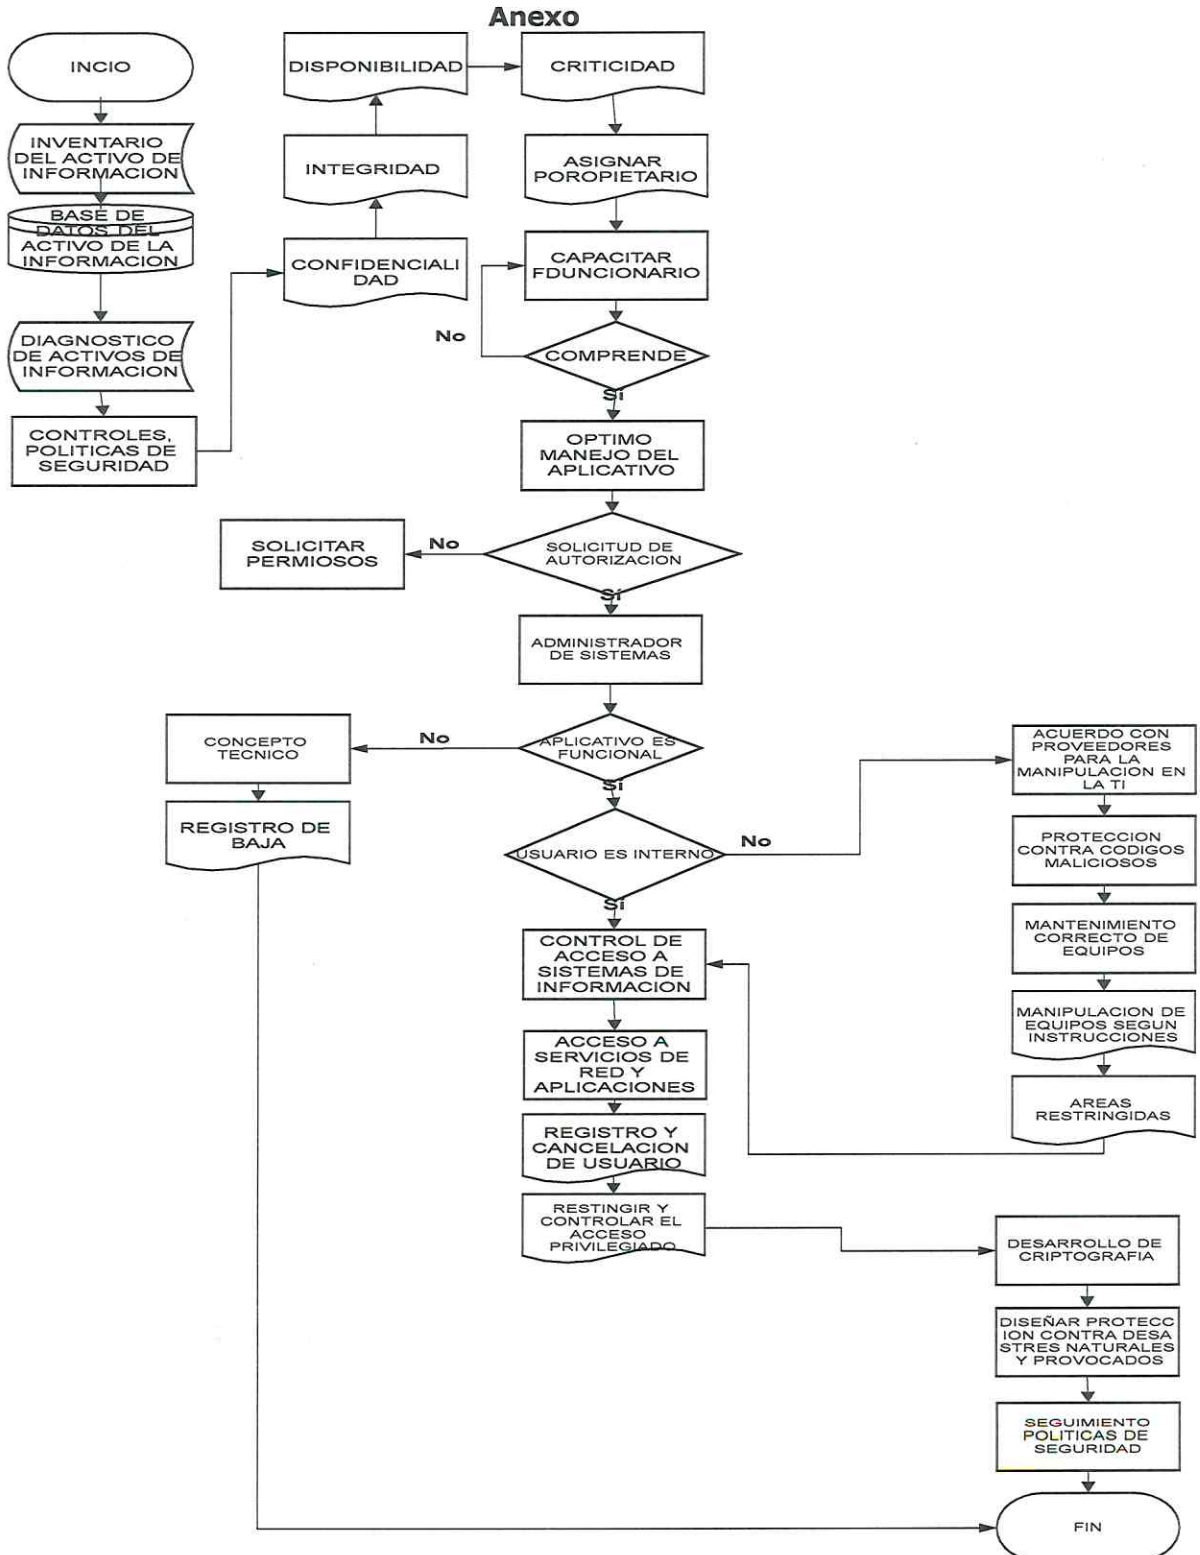 Anexo
INCIO
INVENTARIO
DEL ACTIVO DE
INFORMACION
BASE DE
DATOS DEL
ACTIVO DE LA
INFORMACION
DIAGNOSTICO
DE ACTIVOS DE
INFORMACION
CONTROLES,
POLITICAS DE
SEGURIDAD
CONFIDENCIALI
DAD
INTEGRIDAD
DISPONIBILIDAD
CRITICIDAD
ASIGNAR
POROPIETARIO
CAPACITAR
FDUNCIONARIO
No
COMPRENDE
Sí
OPTIMO
MANEJO DEL
APLICATIVO
SOLICITUD DE
AUTORIZACION
No
SOLICITAR
PERMIOSOS
Sí
ADMINISTRADOR
DE SISTEMAS
APLICATIVO ES
FUNCIONAL
No
CONCEPTO
TECNICO
REGISTRO DE
BAJA
Sí
USUARIO ES INTERNO
No
ACUERDO CON
PROVEEDORES
PARA LA
MANIPULACION EN
LA TI
PROTECCION
CONTRA CODIGOS
MALICIOSOS
MANTENIMIENTO
CORRECTO DE
EQUIPOS
MANIPULACION DE
EQUIPOS SEGUN
INSTRUCCIONES
AREAS
RESTRINGIDAS
Sí
CONTROL DE
ACCESO A
SISTEMAS DE
INFORMACION
ACCESO A
SERVICIOS DE
RED Y
APLICACIONES
REGISTRO Y
CANCELACION
DE USUARIO
RESTINGIR Y
CONTROLAR EL
ACCESO
PRIVILEGIADO
DESARROLLO DE
CRIPTOGRAFIA
DISEÑAR PROTECC
ION CONTRA DESA
STRES NATURALES
Y PROVOCADOS
SEGUIMIENTO
POLITICAS DE
SEGURIDAD
FIN